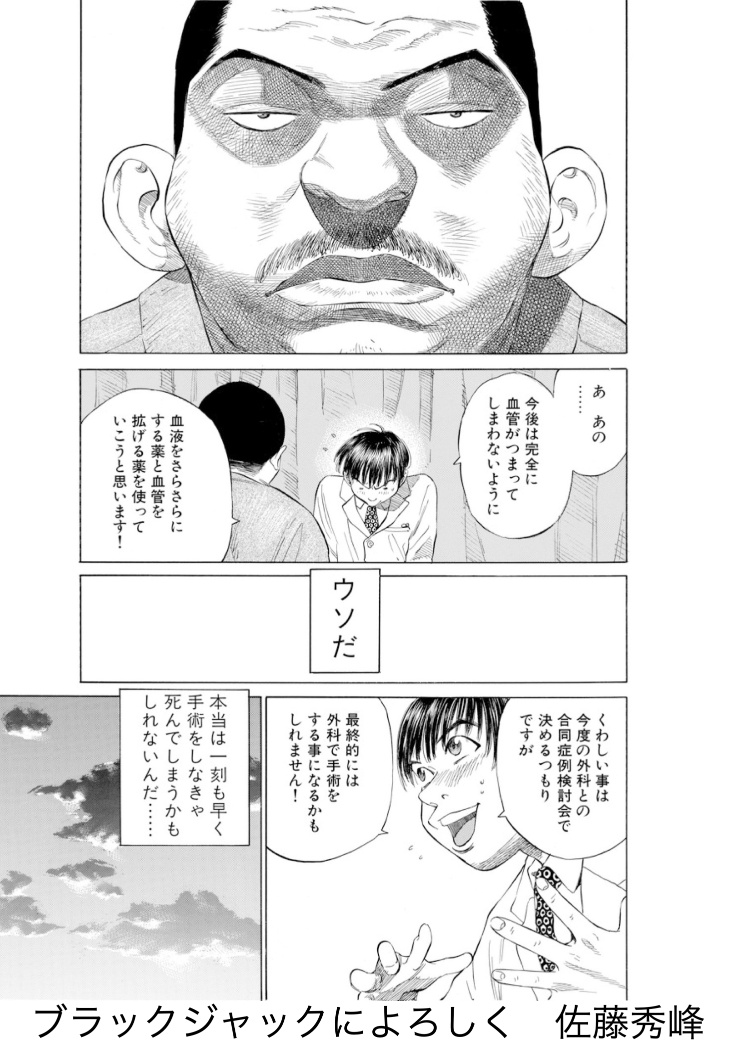 あ　あの
……
今後は完全に
血管がつまって
しまわないように
血液をさらさらに
する薬と血管を
拡げる薬を使って
いこうと思います！
ウソだ
くわしい事は
今度の外科との
合同症例検討会で
決めるつもり
ですが
最終的には
外科で手術を
する事になるかも
しれません！
本当は一刻も早く
手術をしなきゃ
死んでしまうかも
しれないんだ……
ブラックジャックによろしく　佐藤秀峰